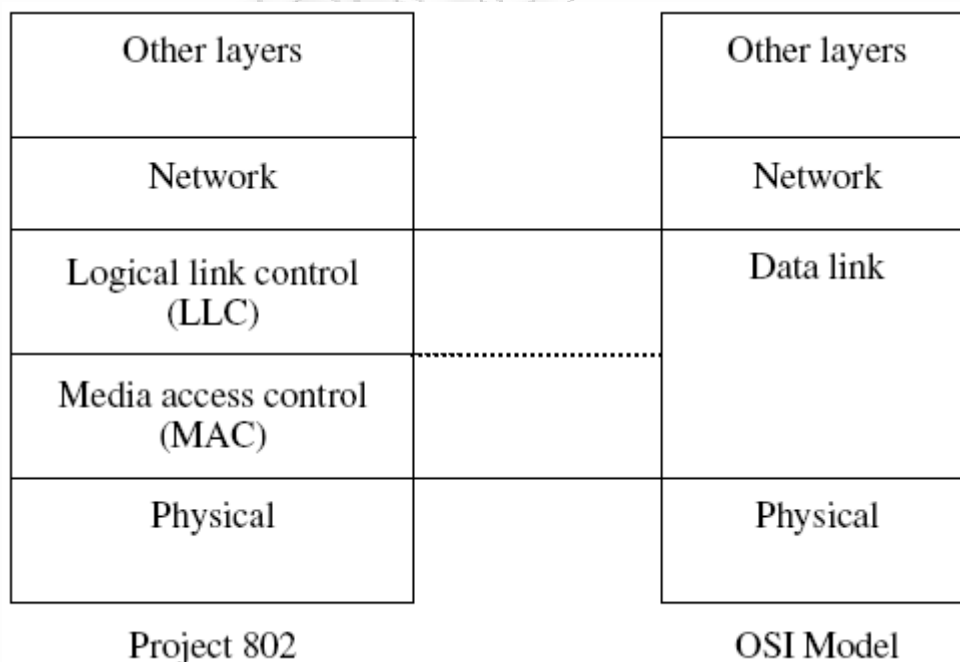 Other layers
Network
Logical link control
(LLC)
Media access control
(MAC)
Physical
Project 802
Other layers
Network
Data link
Physical
OSI Model